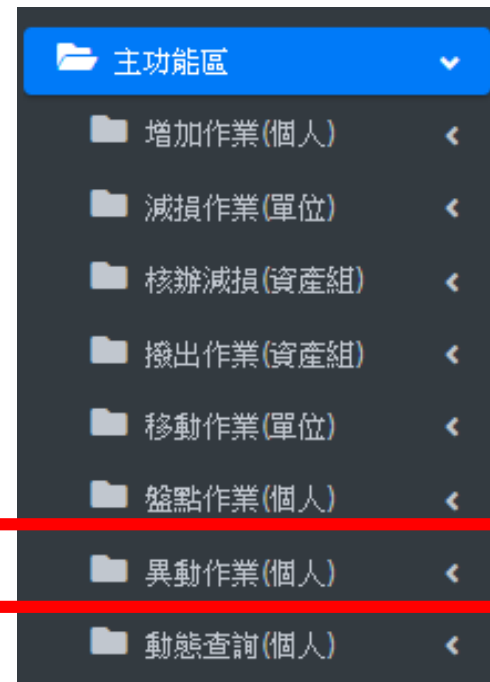 主功能區
增加作業(個人)
減損作業(單位)
核辦減損(資產組)
撥出作業(資產組)
移動作業(單位)
盤點作業(個人)
異動作業(個人)
動態查詢(個人)